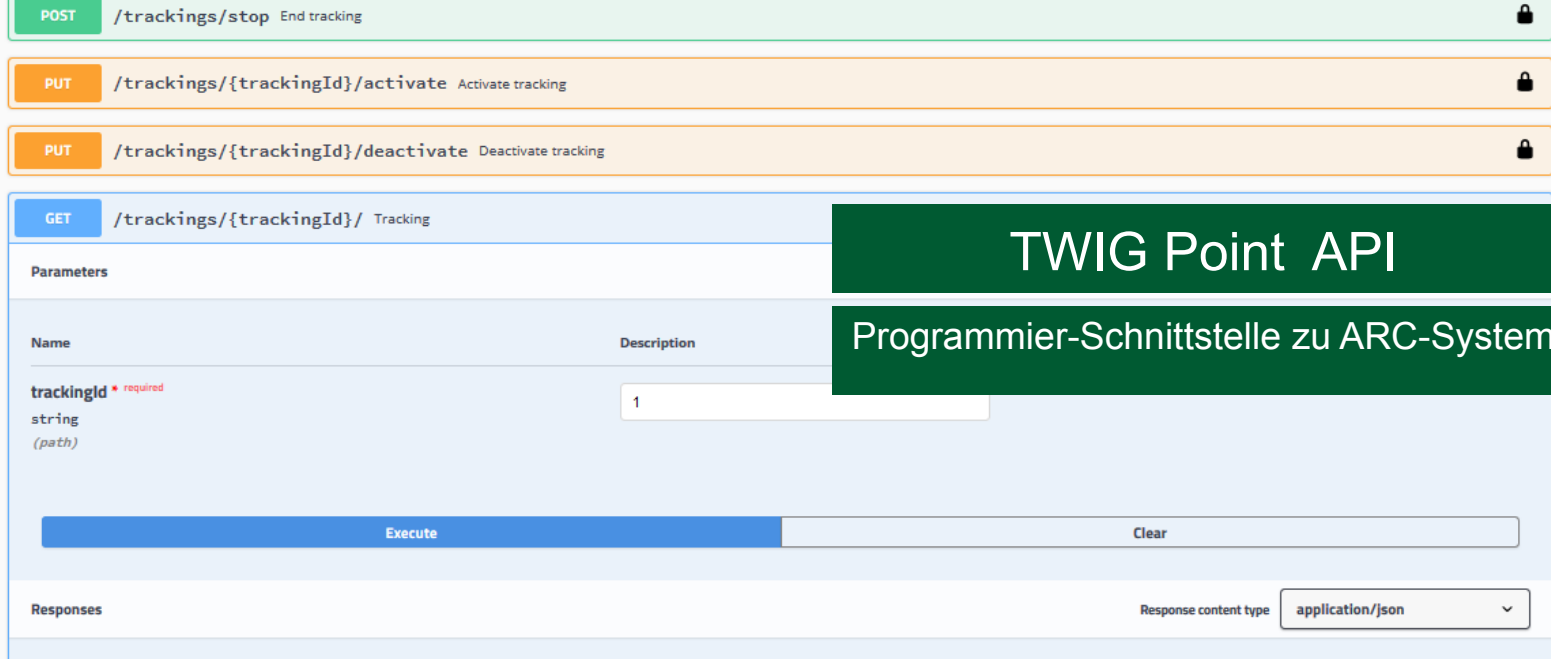 POST /trackings/stop End tracking
PUT /trackings/{trackingId}/activate Activate tracking
PUT /trackings/{trackingId}/deactivate Deactivate tracking
GET /trackings/{trackingId}/ Tracking
TWIG Point API
Parameters
Programmier-Schnittstelle zu ARC-System
Name Description
trackingId * required
1
string
(path)
Execute Clear
Responses Response content type application/json